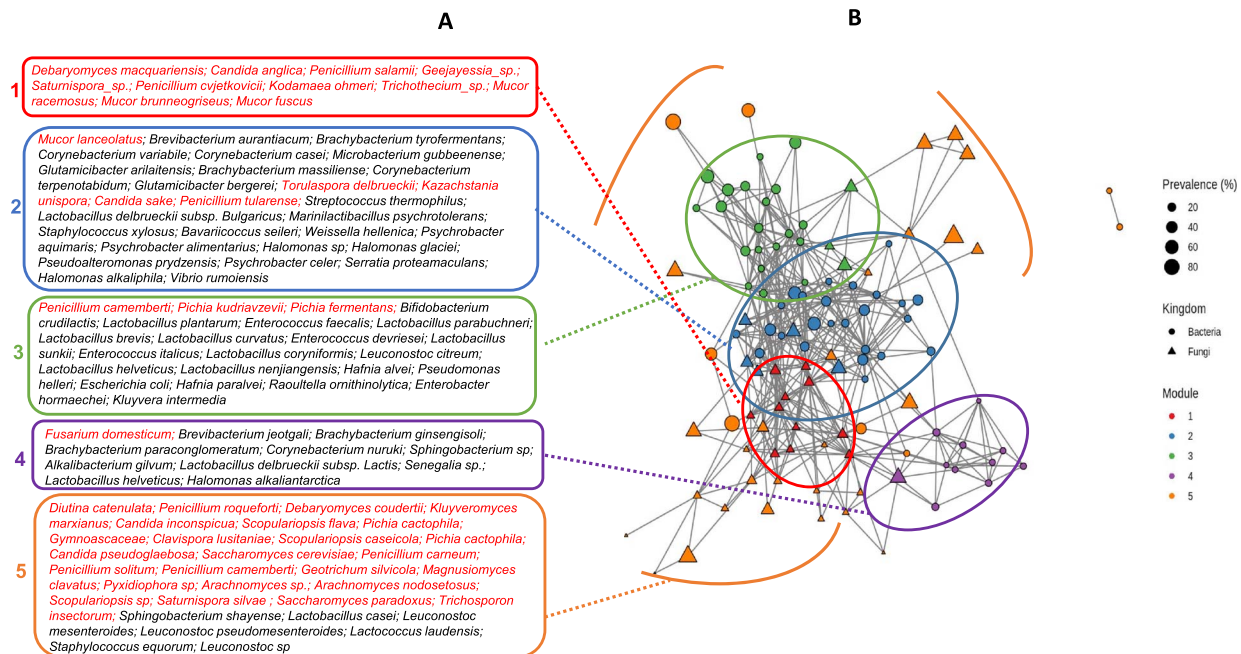 A
B
1
Debaryomyces macquariensis; Candida anglica; Penicillium salamii; Geejayessia_sp.;
Saturnispora_sp.; Penicillium cvjetkovicii; Kodamaea ohmeri; Trichothecium_sp.; Mucor
racemosus; Mucor brunneogriseus; Mucor fuscus
2
Mucor lanceolatus; Brevibacterium aurantiacum; Brachybacterium tyrofermentans;
Corynebacterium variabile; Corynebacterium casei; Microbacterium gubbeenense;
Glutamicibacter arilaitensis; Brachybacterium massiliense; Corynebacterium
terpenotabidum; Glutamicibacter bergerei; Torulaspora delbrueckii; Kazachstania
unispora; Candida sake; Penicillium tularense; Streptococcus thermophilus;
Lactobacillus delbrueckii subsp. Bulgaricus; Marinilactibacillus psychrotolerans;
Staphylococcus xylosus; Bavariicoccus seileri; Weissella hellenica; Psychrobacter
aquimaris; Psychrobacter alimentarius; Halomonas sp; Halomonas glaciei;
Pseudoalteromonas prydzensis; Psychrobacter celer; Serratia proteamaculans;
Halomonas alkaliphila; Vibrio rumoiensis
3
Penicillium camemberti; Pichia kudriavzevii; Pichia fermentans; Bifidobacterium
crudilactis; Lactobacillus plantarum; Enterococcus faecalis; Lactobacillus parabuchneri;
Lactobacillus brevis; Lactobacillus curvatus; Enterococcus devriesei; Lactobacillus
sunkii; Enterococcus italicus; Lactobacillus coryniformis; Leuconostoc citreum;
Lactobacillus helveticus; Lactobacillus nenjiangensis; Hafnia alvei; Pseudomonas
helleri; Escherichia coli; Hafnia paralvei; Raoultella ornithinolytica; Enterobacter
hormaechei; Kluyvera intermedia
4
Fusarium domesticum; Brevibacterium jeotgali; Brachybacterium ginsengisoli;
Brachybacterium paraconglomeratum; Corynebacterium nuruki; Sphingobacterium sp;
Alkalibacterium gilvum; Lactobacillus delbrueckii subsp. Lactis; Senegalia sp.;
Lactobacillus helveticus; Halomonas alkaliantarctica
5
Diutina catenulata; Penicillium roqueforti; Debaryomyces coudertii; Kluyveromyces
marxianus; Candida inconspicua; Scopulariopsis flava; Pichia cactophila;
Gymnoascaceae; Clavispora lusitaniae; Scopulariopsis caseicola; Pichia cactophila;
Candida pseudoglaebosa; Saccharomyces cerevisiae; Penicillium carneum;
Penicillium solitum; Penicillium camemberti; Geotrichum silvicola; Magnusiomyces
clavatus; Pyxidiophora sp; Arachnomyces sp.; Arachnomyces nodosetosus;
Scopulariopsis sp; Saturnispora silvae ; Saccharomyces paradoxus; Trichosporon
insectorum; Sphingobacterium shayense; Lactobacillus casei; Leuconostoc
mesenteroides; Leuconostoc pseudomesenteroides; Lactococcus laudensis;
Staphylococcus equorum; Leuconostoc sp
Prevalence (%)
20
40
60
80
Kingdom
Bacteria
Fungi
Module
1
2
3
4
5